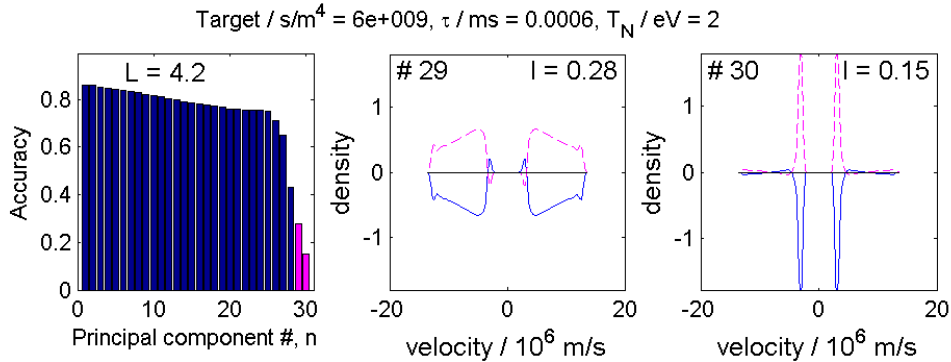 Target / s/m⁴ = 6e+009, τ / ms = 0.0006, T_N / eV = 2
L = 4.2
Accuracy
0.8
0.6
0.4
0.2
0
0 10 20 30
Principal component #, n
# 29 I = 0.28
density
1
0
-1
-20 0 20
velocity / 10⁶ m/s
# 30 I = 0.15
density
1
0
-1
-20 0 20
velocity / 10⁶ m/s